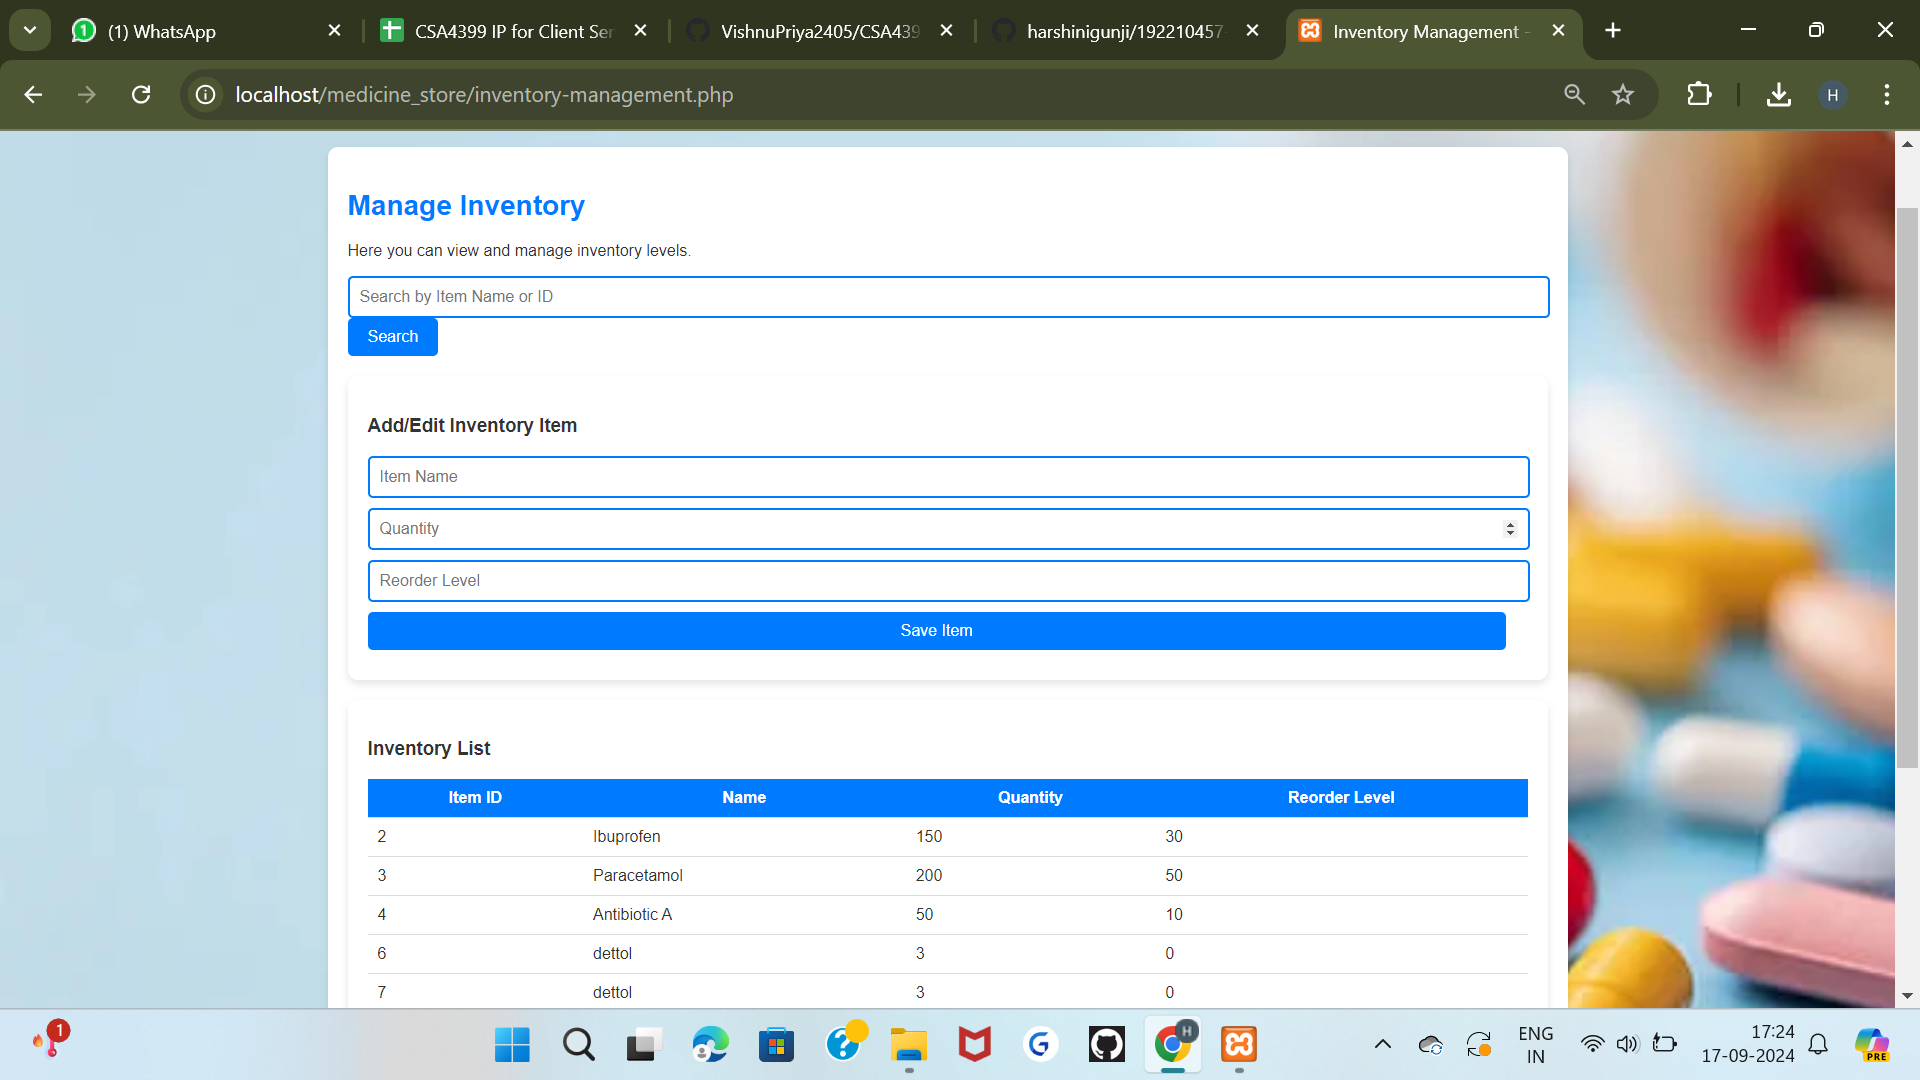 (1) WhatsApp
CSA4399 IP for Client Ser
VishnuPriya2405/CSA439
harshinigunji/192210457
Inventory Management -
localhost/medicine_store/inventory-management.php
H
Manage Inventory
Here you can view and manage inventory levels.
Search by Item Name or ID
Search
Add/Edit Inventory Item
Item Name
Quantity
Reorder Level
Save Item
Inventory List
Item ID Name Quantity Reorder Level
2 Ibuprofen 150 30
3 Paracetamol 200 50
4 Antibiotic A 50 10
6 dettol 3 0
7 dettol 3 0
1
H
ENG
IN
17:24
17-09-2024
PRE